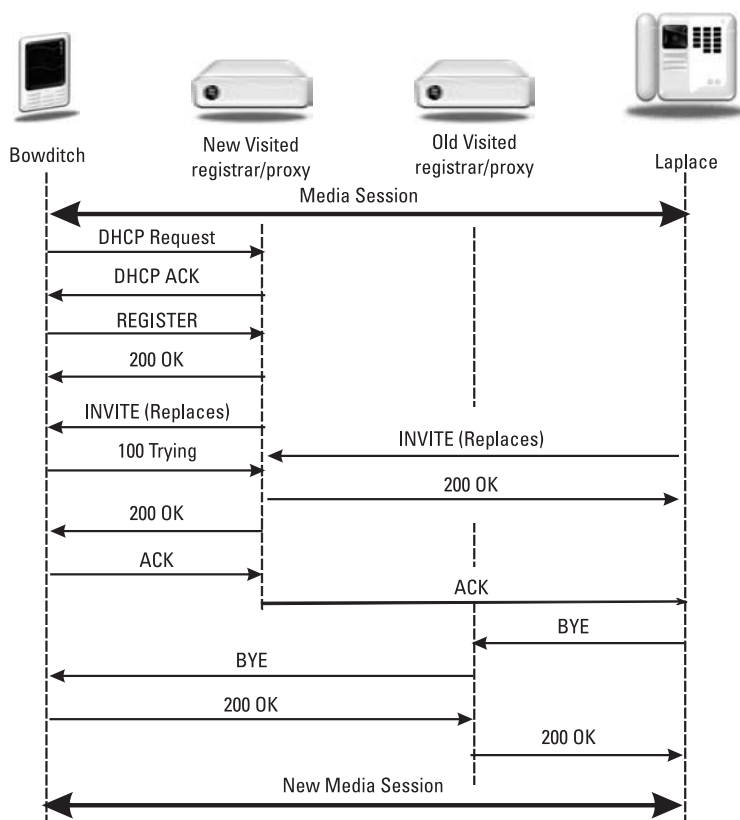 Bowditch
New Visited
registrar/proxy
Old Visited
registrar/proxy
Laplace
Media Session
DHCP Request
DHCP ACK
REGISTER
200 OK
INVITE (Replaces)
INVITE (Replaces)
100 Trying
200 OK
200 OK
ACK
ACK
BYE
BYE
200 OK
200 OK
New Media Session